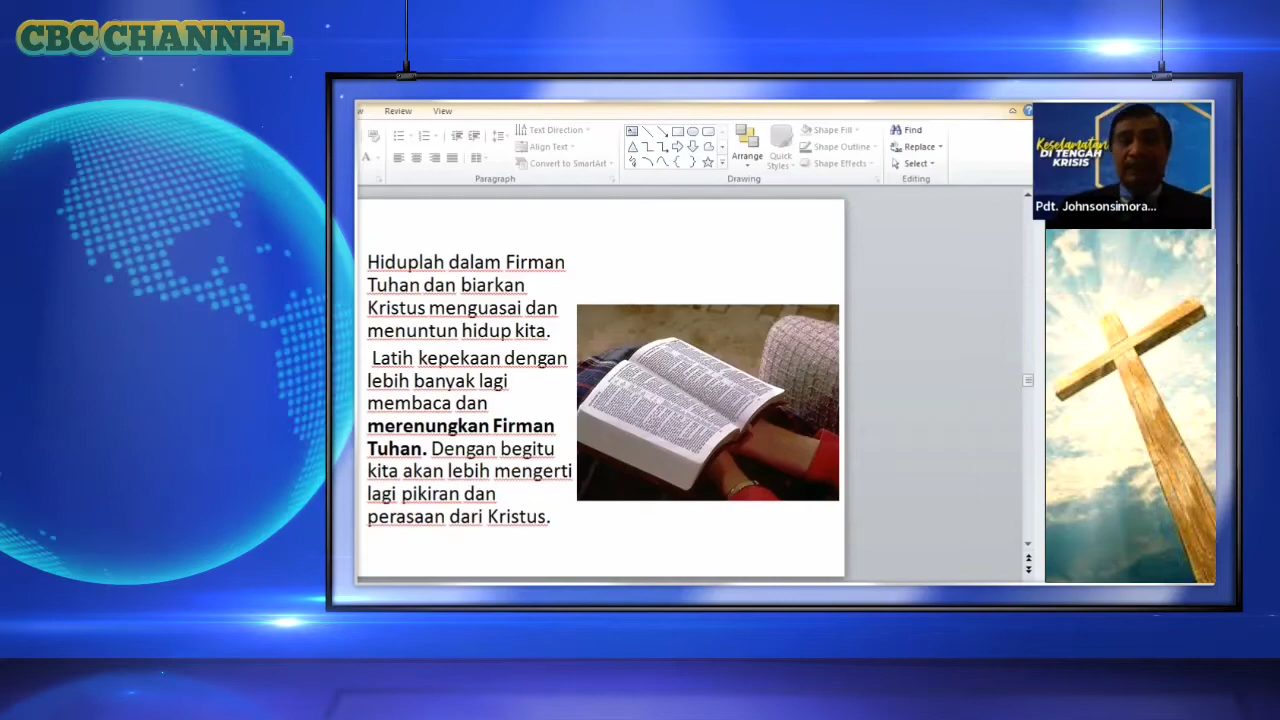 CBC CHANNEL
Review View
Text Direction
Align Text
Convert to SmartArt
Paragraph
Arrange
Quick Styles
Shape Fill
Shape Outline
Shape Effects
Drawing
Find
Replace
Select
Editing
Keselamatan
DI TENGAH
KRISIS
Pdt. Johnsonsimora...
Hiduplah dalam Firman
Tuhan dan biarkan
Kristus menguasai dan
menuntun hidup kita.
Latih kepekaan dengan
lebih banyak lagi
membaca dan
merenungkan Firman
Tuhan. Dengan begitu
kita akan lebih mengerti
lagi pikiran dan
perasaan dari Kristus.